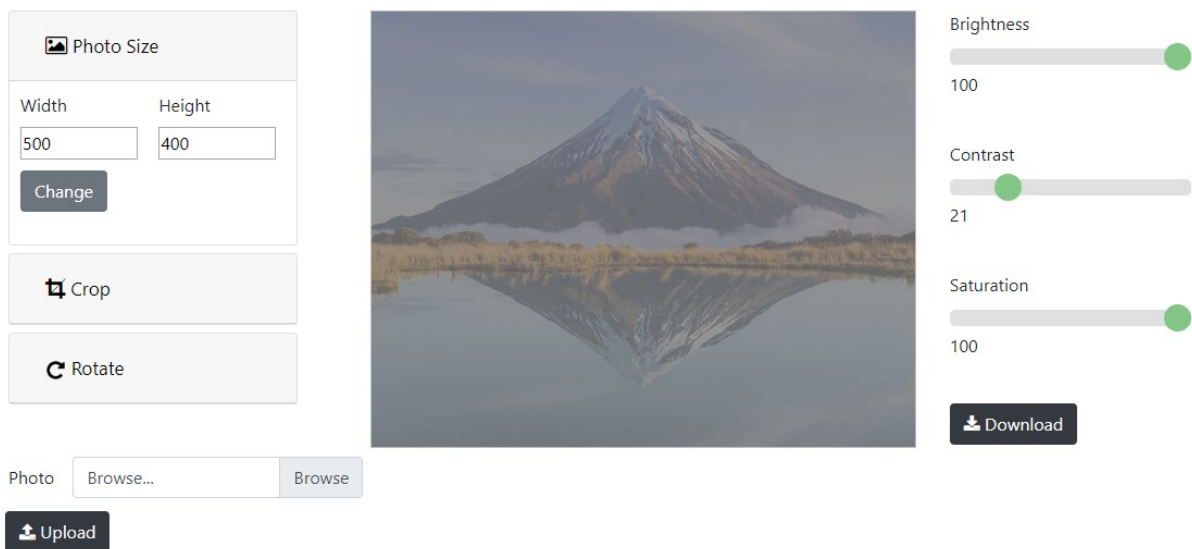 Photo Size
Width
Height
500
400
Change
Crop
Rotate
Brightness
100
Contrast
21
Saturation
100
Download
Photo
Browse...
Browse
Upload